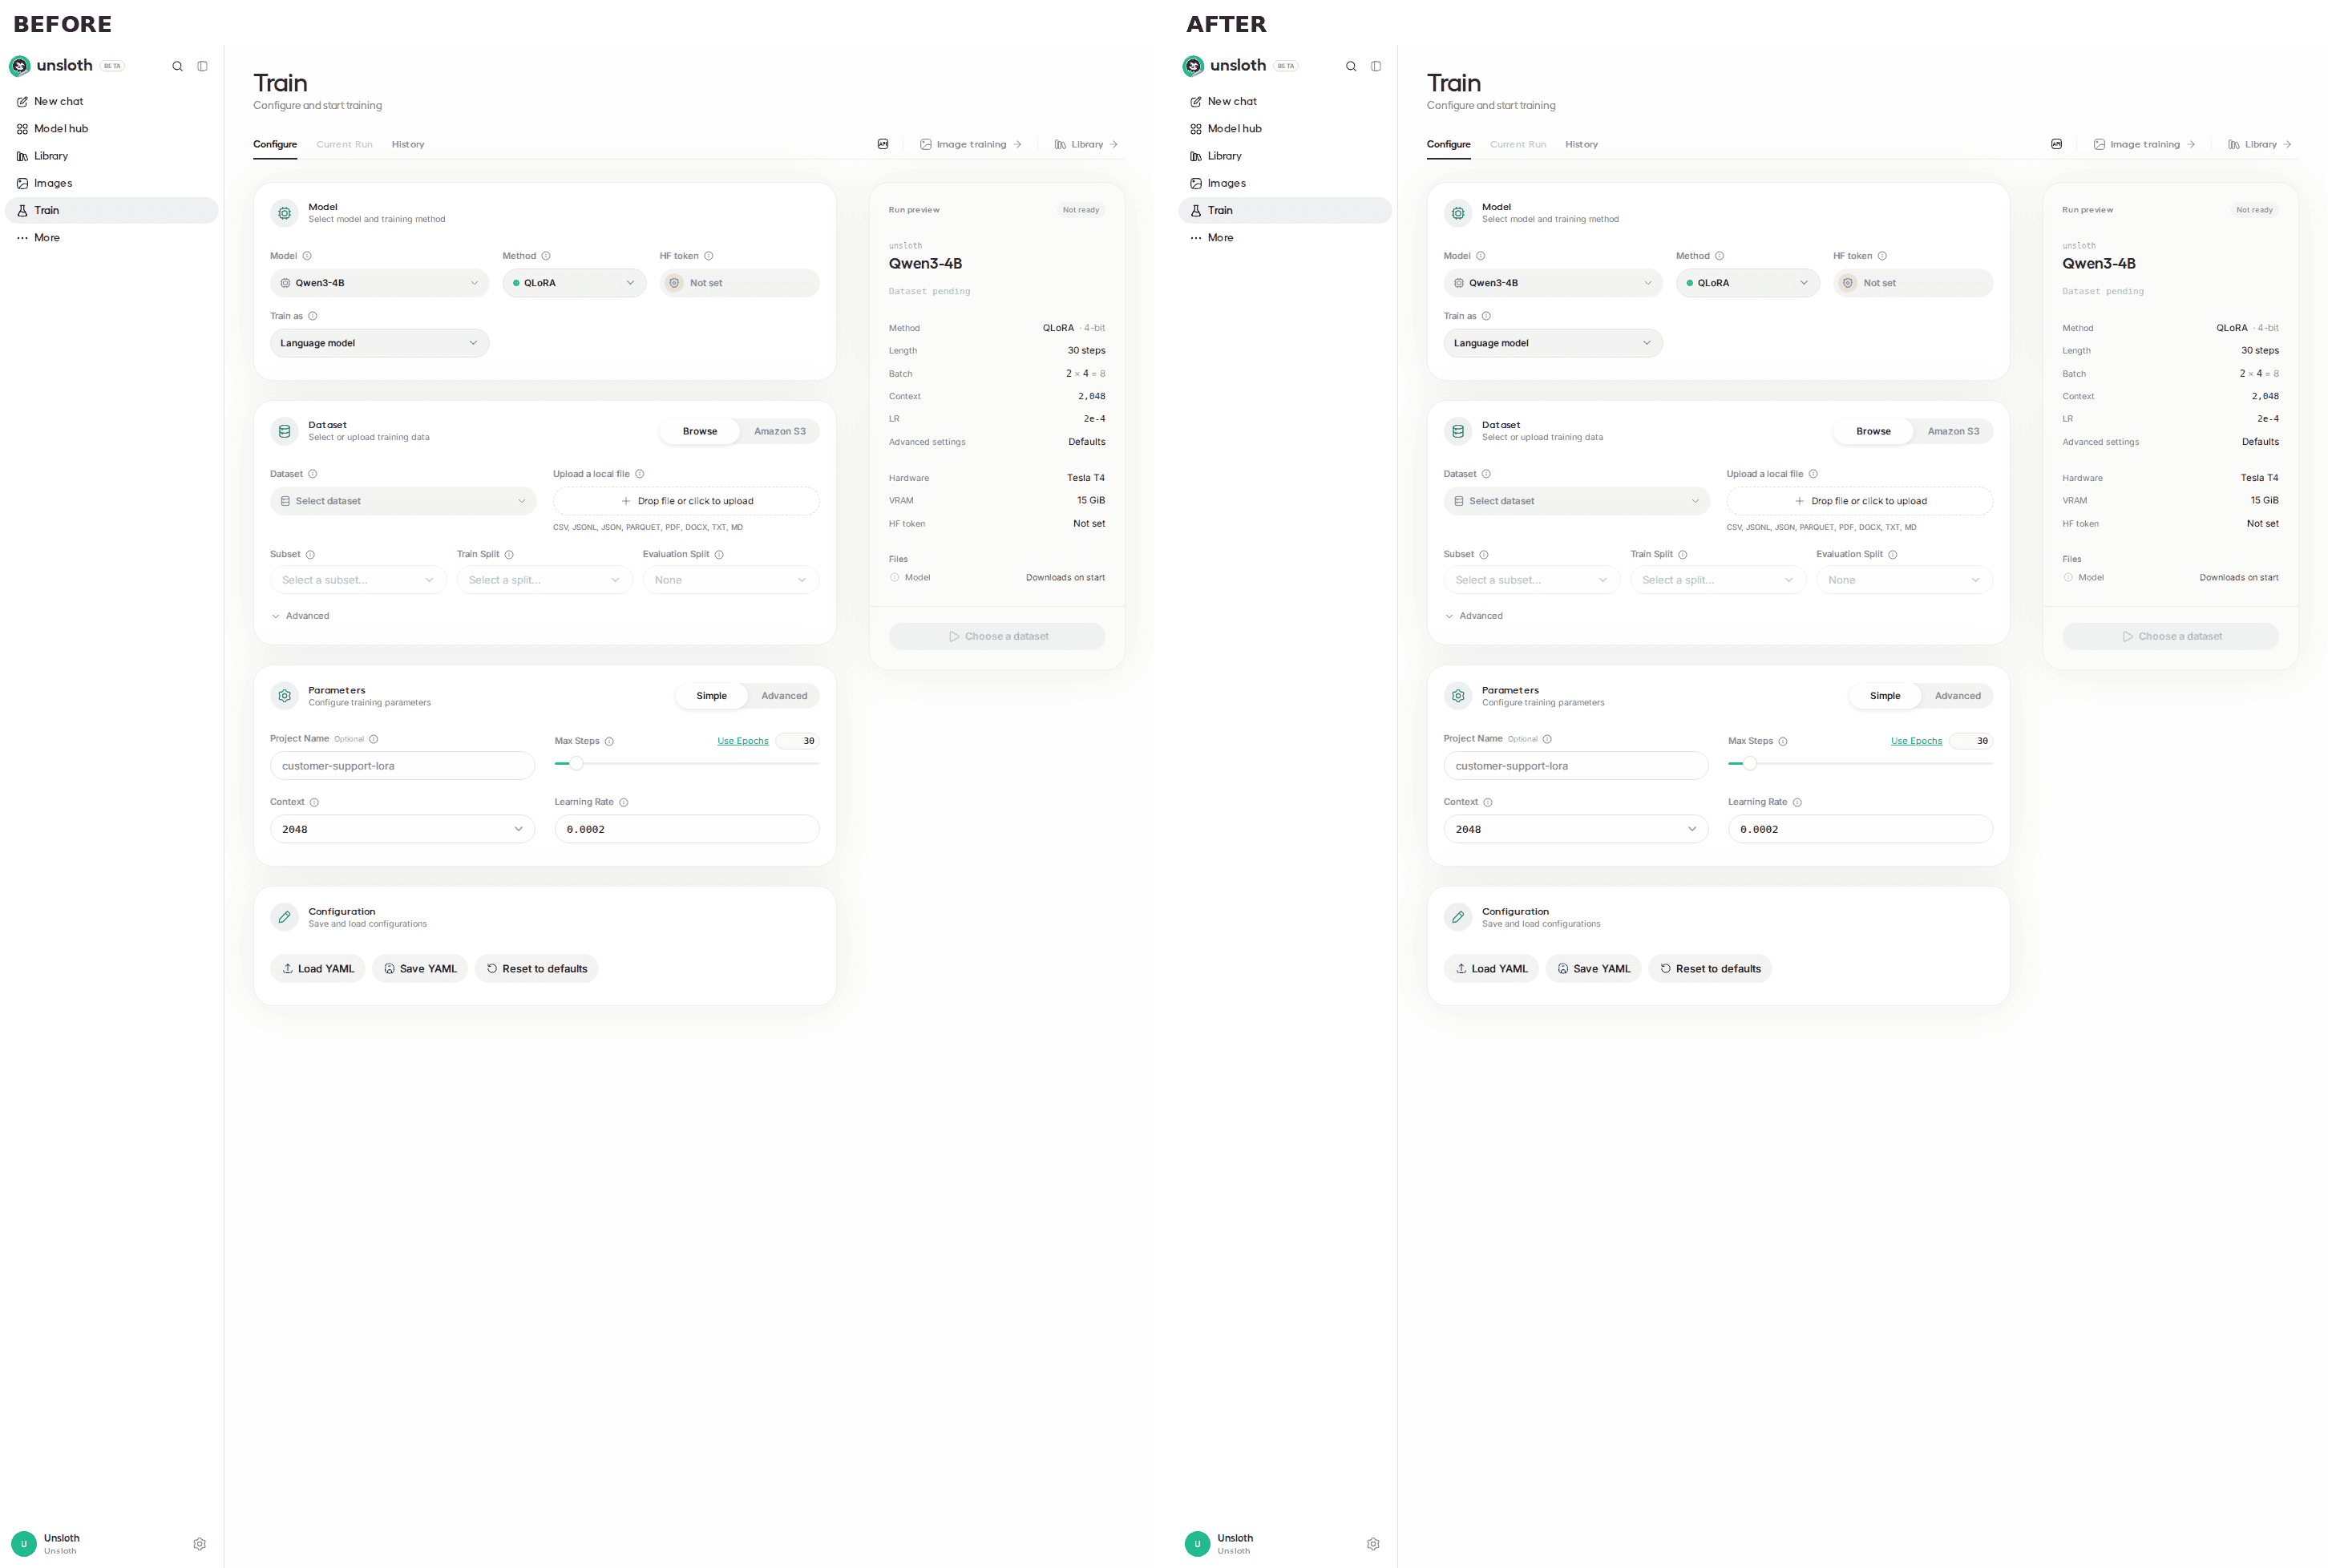 BEFORE
unsloth BETA
New chat
Model hub
Library
Images
Train
More
Train
Configure and start training
Configure Current Run History
API Image training Library
Model
Select model and training method
Model Method HF token
Qwen3-4B QLoRA Not set
Train as
Language model
Dataset
Select or upload training data
Browse Amazon S3
Dataset Upload a local file
Select dataset Drop file or click to upload
CSV, JSONL, JSON, PARQUET, PDF, DOCX, TXT, MD
Subset Train Split Evaluation Split
Select a subset... Select a split... None
Advanced
Parameters
Configure training parameters
Simple Advanced
Project Name Optional Max Steps Use Epochs 30
customer-support-lora
Context Learning Rate
2048 0.0002
Configuration
Save and load configurations
Load YAML Save YAML Reset to defaults
Run preview Not ready
unsloth
Qwen3-4B
Dataset pending
Method QLoRA · 4-bit
Length 30 steps
Batch 2 × 4 = 8
Context 2,048
LR 2e-4
Advanced settings Defaults
Hardware Tesla T4
VRAM 15 GiB
HF token Not set
Files
Model Downloads on start
Choose a dataset
U Unsloth
Unsloth
AFTER
unsloth BETA
New chat
Model hub
Library
Images
Train
More
Train
Configure and start training
Configure Current Run History
API Image training Library
Model
Select model and training method
Model Method HF token
Qwen3-4B QLoRA Not set
Train as
Language model
Dataset
Select or upload training data
Browse Amazon S3
Dataset Upload a local file
Select dataset Drop file or click to upload
CSV, JSONL, JSON, PARQUET, PDF, DOCX, TXT, MD
Subset Train Split Evaluation Split
Select a subset... Select a split... None
Advanced
Parameters
Configure training parameters
Simple Advanced
Project Name Optional Max Steps Use Epochs 30
customer-support-lora
Context Learning Rate
2048 0.0002
Configuration
Save and load configurations
Load YAML Save YAML Reset to defaults
Run preview Not ready
unsloth
Qwen3-4B
Dataset pending
Method QLoRA · 4-bit
Length 30 steps
Batch 2 × 4 = 8
Context 2,048
LR 2e-4
Advanced settings Defaults
Hardware Tesla T4
VRAM 15 GiB
HF token Not set
Files
Model Downloads on start
Choose a dataset
U Unsloth
Unsloth